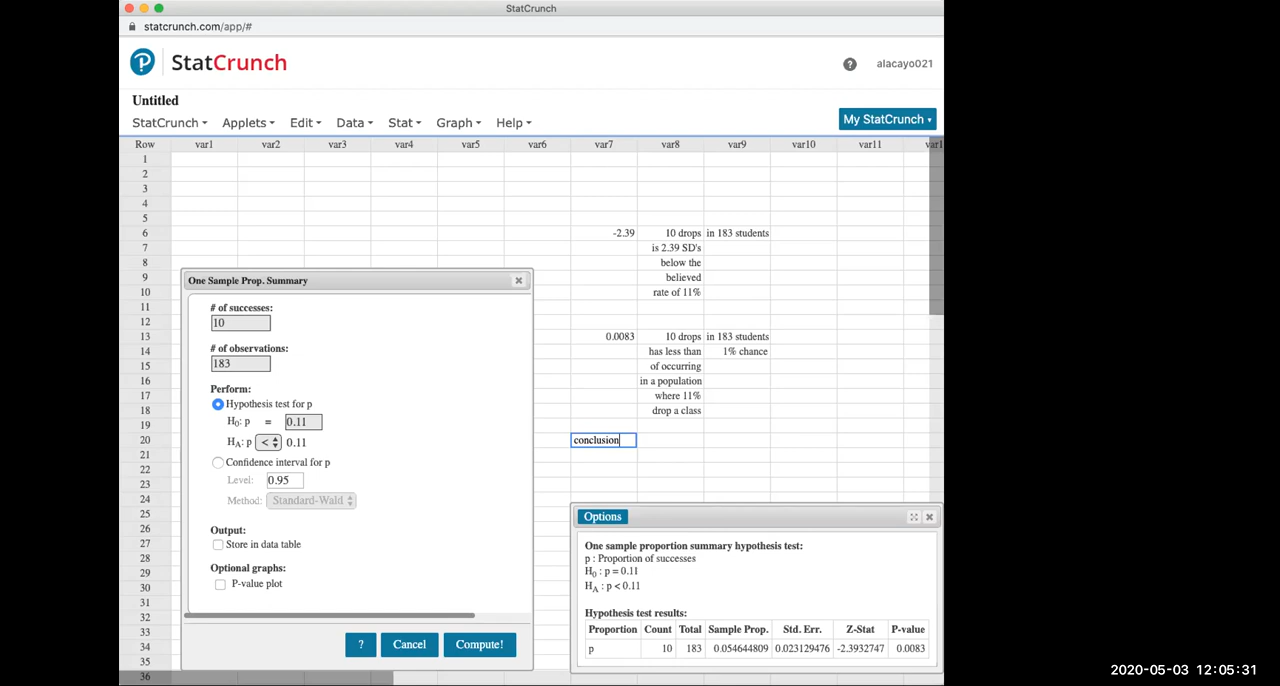 StatCrunch
statcrunch.com/app/#
StatCrunch
? alacayo021
Untitled
StatCrunch Applets Edit Data Stat Graph Help
My StatCrunch
Row var1 var2 var3 var4 var5 var6 var7 var8 var9 var10 var11 var1
1
2
3
4
5
6 -2.39 10 drops in 183 students
7 is 2.39 SD's
8 below the
9 believed
10 rate of 11%
11
12
13 0.0083 10 drops in 183 students
14 has less than 1% chance
15 of occurring
16 in a population
17 where 11%
18 drop a class
19
20 conclusion
21
22
23
24
25
26
27
28
29
30
31
32
33
34
35
36
One Sample Prop. Summary
# of successes:
10
# of observations:
183
Perform:
Hypothesis test for p
H0: p = 0.11
HA: p < 0.11
Confidence interval for p
Level: 0.95
Method: Standard-Wald
Output:
Store in data table
Optional graphs:
P-value plot
? Cancel Compute!
Options
One sample proportion summary hypothesis test:
p : Proportion of successes
H0 : p = 0.11
HA : p < 0.11
Hypothesis test results:
Proportion Count Total Sample Prop. Std. Err. Z-Stat P-value
p 10 183 0.054644809 0.023129476 -2.3932747 0.0083
2020-05-03 12:05:31